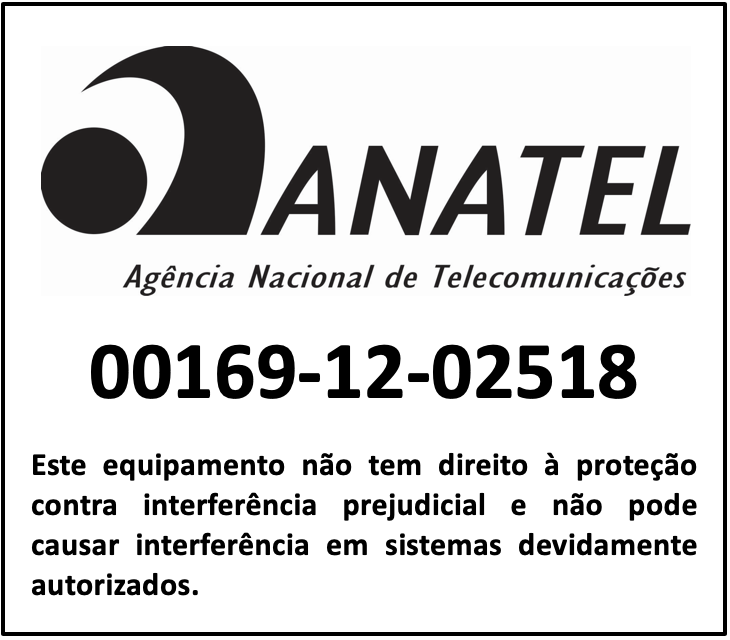 ANATEL
Agência Nacional de Telecomunicações
00169-12-02518
Este equipamento não tem direito à proteção
contra interferência prejudicial e não pode
causar interferência em sistemas devidamente
autorizados.